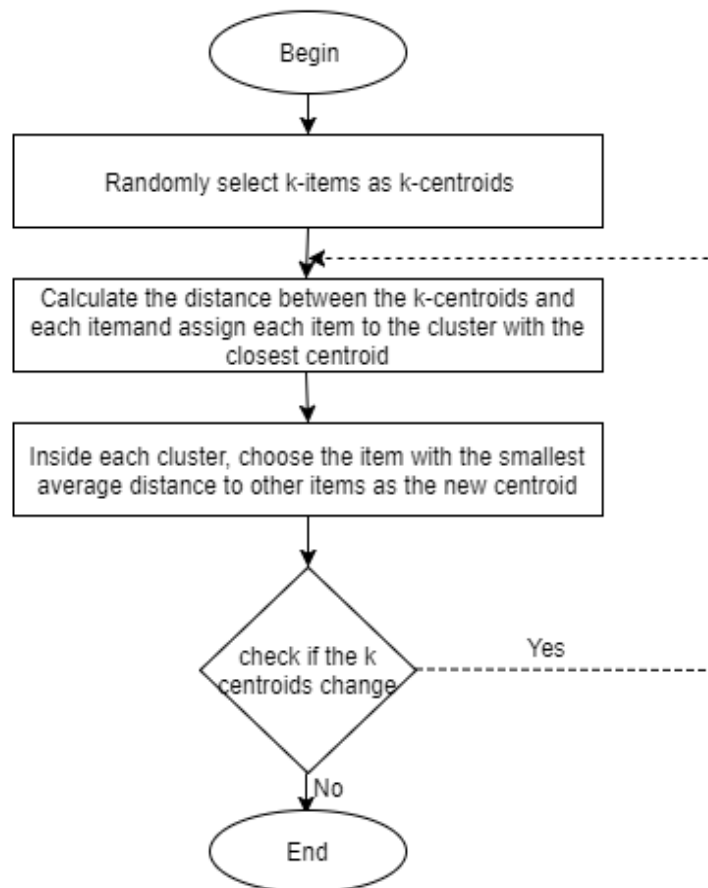 Begin
Randomly select k-items as k-centroids
Calculate the distance between the k-centroids and
each itemand assign each item to the cluster with the
closest centroid
Inside each cluster, choose the item with the smallest
average distance to other items as the new centroid
check if the k
centroids change
Yes
No
End